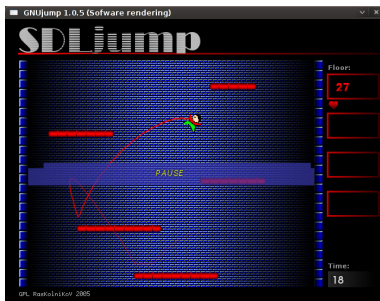 GNUjump 1.0.5 (Sofware rendering)
SDLjump
Floor:
27
PAUSE
Time:
18
GPL RasKolniKoV 2005